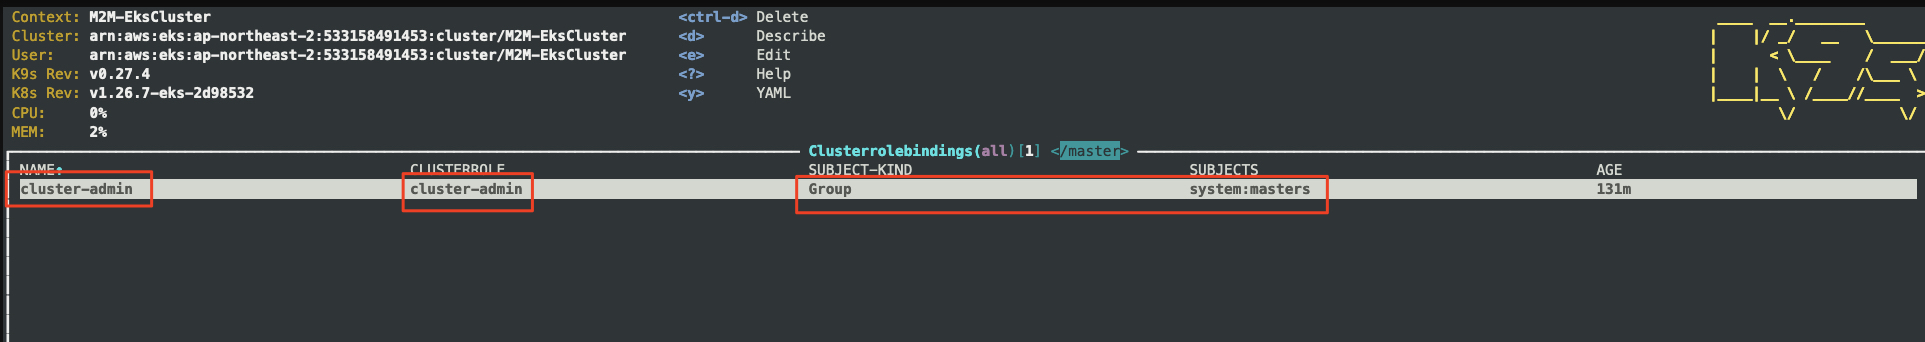 Context: M2M-EksCluster <ctrl-d> Delete
Cluster: arn:aws:eks:ap-northeast-2:533158491453:cluster/M2M-EksCluster <d> Describe
User: arn:aws:eks:ap-northeast-2:533158491453:cluster/M2M-EksCluster <e> Edit
K9s Rev: v0.27.4 <?> Help
K8s Rev: v1.26.7-eks-2d98532 <y> YAML
CPU: 0%
MEM: 2%
Clusterrolebindings(all)[1] </master>
NAME↑ CLUSTERROLE SUBJECT-KIND SUBJECTS AGE
cluster-admin cluster-admin Group system:masters 131m